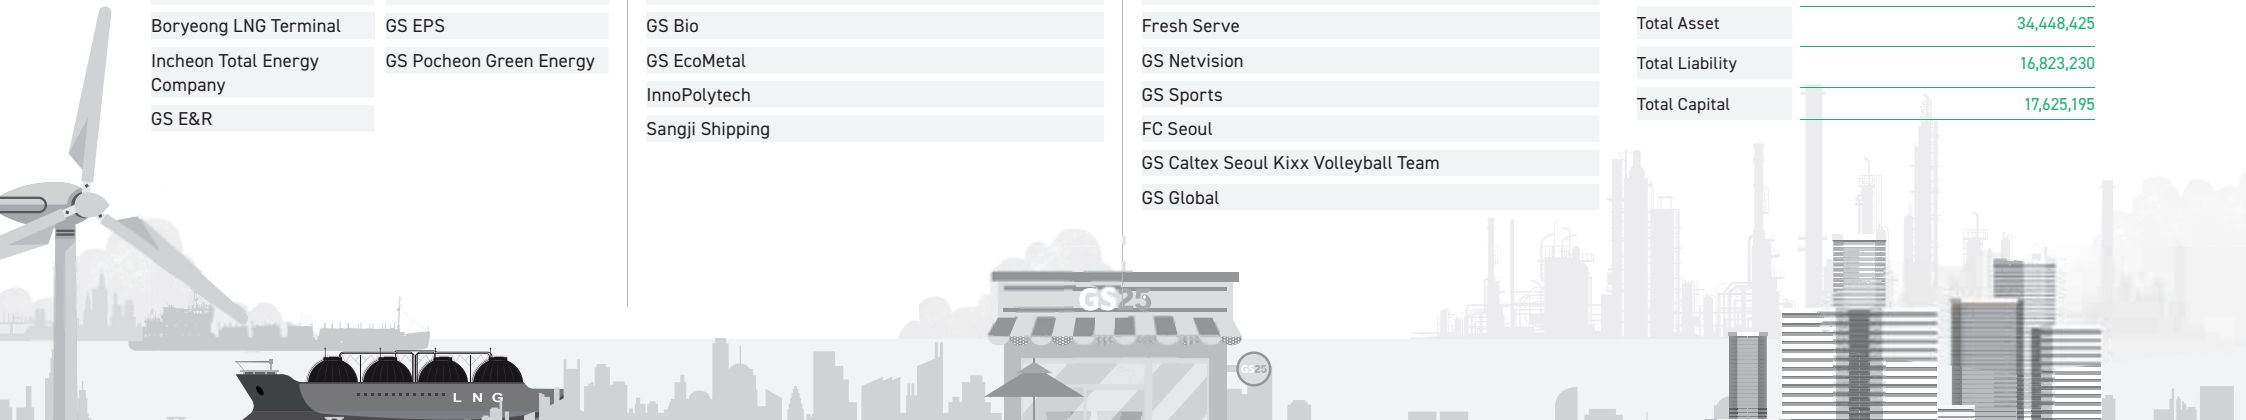 Boryeong LNG Terminal
Incheon Total Energy
Company
GS E&R
GS EPS
GS Pocheon Green Energy
GS Bio
GS EcoMetal
InnoPolytech
Sangji Shipping
Fresh Serve
GS Netvision
GS Sports
FC Seoul
GS Caltex Seoul Kixx Volleyball Team
GS Global
Total Asset 34,448,425
Total Liability 16,823,230
Total Capital 17,625,195
GS25
GS25
LNG